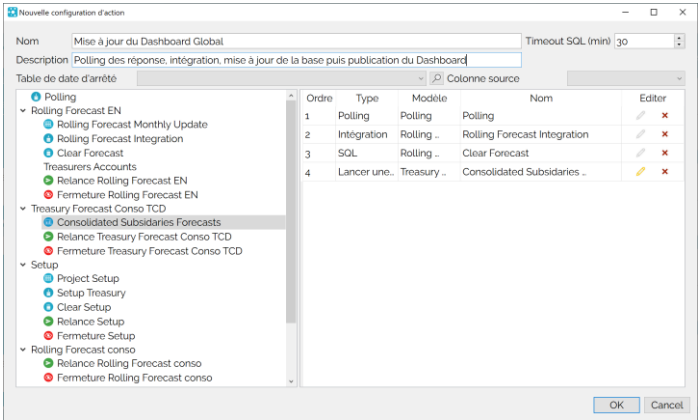 Nouvelle configuration d'action
Nom Mise à jour du Dashboard Global Timeout SQL (min) 30
Description Polling des réponse, intégration, mise à jour de la base puis publication du Dashboard
Table de date d'arrêté Colonne source
Polling
Rolling Forecast EN
Rolling Forecast Monthly Update
Rolling Forecast Integration
Clear Forecast
Treasurers Accounts
Relance Rolling Forecast EN
Fermeture Rolling Forecast EN
Treasury Forecast Conso TCD
Consolidated Subsidaries Forecasts
Relance Treasury Forecast Conso TCD
Fermeture Treasury Forecast Conso TCD
Setup
Project Setup
Setup Treasury
Clear Setup
Relance Setup
Fermeture Setup
Rolling Forecast conso
Relance Rolling Forecast conso
Fermeture Rolling Forecast conso
Ordre Type Modèle Nom Editer
1 Polling Polling Polling
2 Intégration Rolling .. Rolling Forecast Integration
3 SQL Rolling .. Clear Forecast
4 Lancer une.. Treasury .. Consolidated Subsidaries ..
OK Cancel